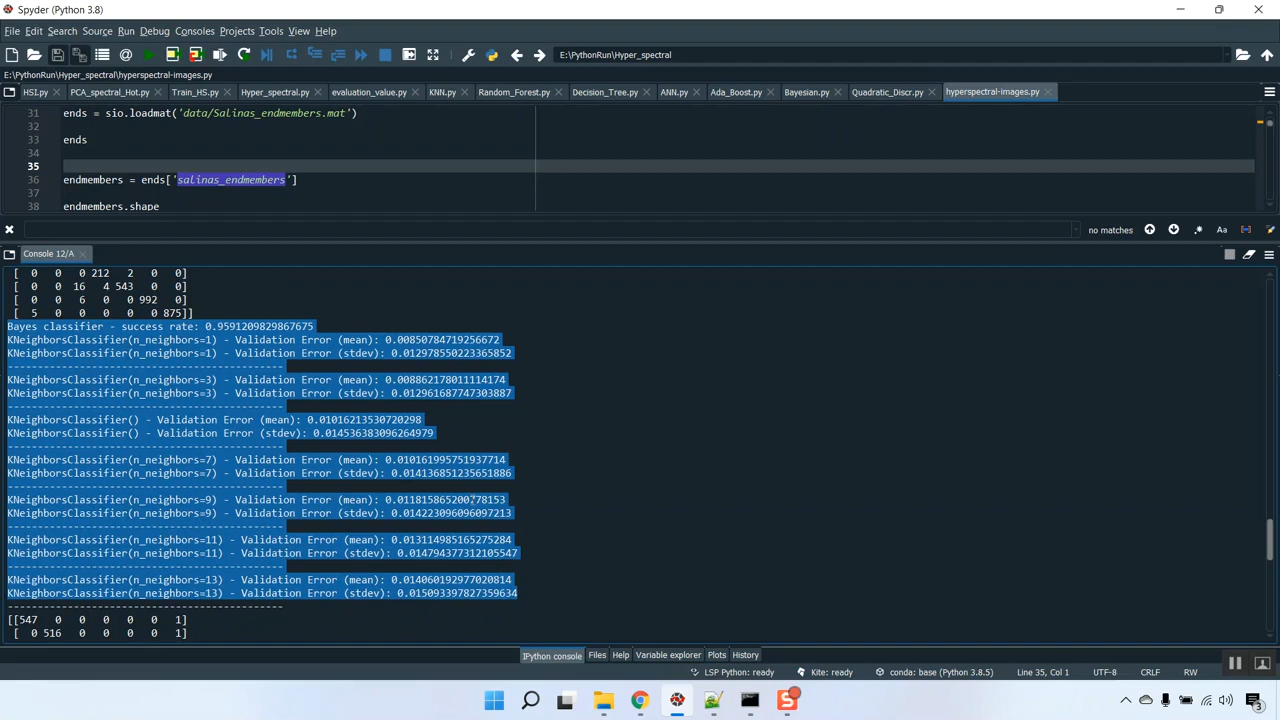 Spyder (Python 3.8)
File Edit Search Source Run Debug Consoles Projects Tools View Help
E:\PythonRun\Hyper_spectral
E:\PythonRun\Hyper_spectral\hyperspectral-images.py
HSI.py PCA_spectral_Hot.py Train_HS.py Hyper_spectral.py evaluation_value.py KNN.py Random_Forest.py Decision_Tree.py ANN.py Ada_Boost.py Bayesian.py Quadratic_Discr.py hyperspectral-images.py
31 ends = sio.loadmat('data/Salinas_endmembers.mat')
32
33 ends
34
35
36 endmembers = ends['salinas_endmembers']
37
38 endmembers.shape
no matches Aa
Console 12/A
[ 0 0 0 212 2 0 0]
[ 0 0 16 4 543 0 0]
[ 0 0 6 0 0 992 0]
[ 5 0 0 0 0 0 875]]
Bayes classifier - success rate: 0.9591209829867675
KNeighborsClassifier(n_neighbors=1) - Validation Error (mean): 0.00850784719256672
KNeighborsClassifier(n_neighbors=1) - Validation Error (stdev): 0.012978550223365852
----------------------------------------------
KNeighborsClassifier(n_neighbors=3) - Validation Error (mean): 0.008862178011114174
KNeighborsClassifier(n_neighbors=3) - Validation Error (stdev): 0.012961687747303887
----------------------------------------------
KNeighborsClassifier() - Validation Error (mean): 0.01016213530720298
KNeighborsClassifier() - Validation Error (stdev): 0.014536383096264979
----------------------------------------------
KNeighborsClassifier(n_neighbors=7) - Validation Error (mean): 0.010161995751937714
KNeighborsClassifier(n_neighbors=7) - Validation Error (stdev): 0.014136851235651886
----------------------------------------------
KNeighborsClassifier(n_neighbors=9) - Validation Error (mean): 0.011815865200778153
KNeighborsClassifier(n_neighbors=9) - Validation Error (stdev): 0.014223096096097213
----------------------------------------------
KNeighborsClassifier(n_neighbors=11) - Validation Error (mean): 0.013114985165275284
KNeighborsClassifier(n_neighbors=11) - Validation Error (stdev): 0.014794377312105547
----------------------------------------------
KNeighborsClassifier(n_neighbors=13) - Validation Error (mean): 0.014060192977020814
KNeighborsClassifier(n_neighbors=13) - Validation Error (stdev): 0.015093397827359634
----------------------------------------------
[[547 0 0 0 0 0 1]
[ 0 516 0 0 0 0 1]
IPython console Files Help Variable explorer Plots History
LSP Python: ready Kite: ready conda: base (Python 3.8.5) Line 35, Col 1 UTF-8 CRLF RW
3